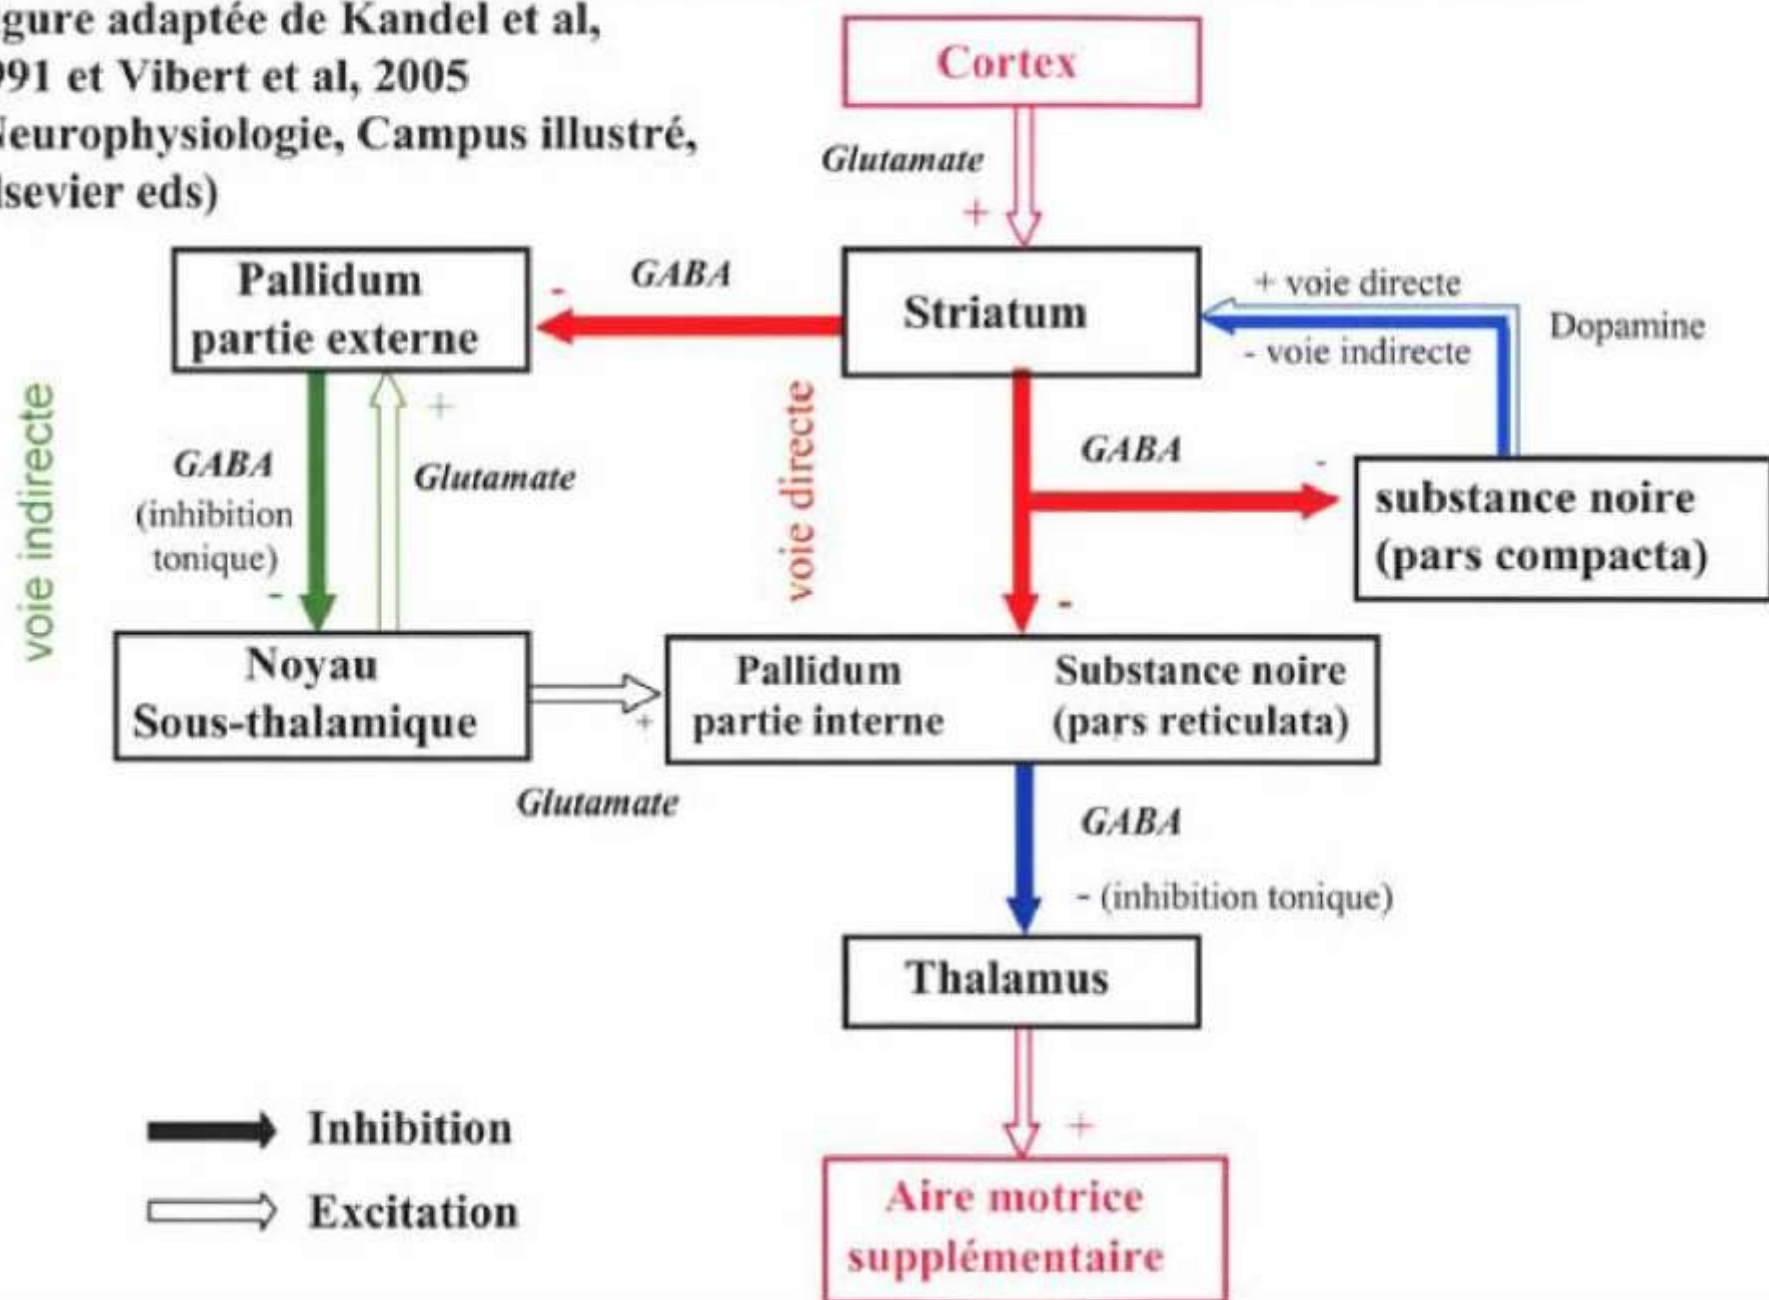 gure adaptée de Kandel et al,
991 et Vibert et al, 2005
Neurophysiologie, Campus illustré,
lsevier eds)
Cortex
Glutamate
+
Pallidum
partie externe
-
GABA
Striatum
+ voie directe
- voie indirecte
Dopamine
voie indirecte
GABA
(inhibition
tonique)
-
+
Glutamate
voie directe
GABA
-
-
substance noire
(pars compacta)
Noyau
Sous-thalamique
+
Glutamate
Pallidum
partie interne
Substance noire
(pars reticulata)
GABA
- (inhibition tonique)
Thalamus
+
Inhibition
Excitation
Aire motrice
supplémentaire